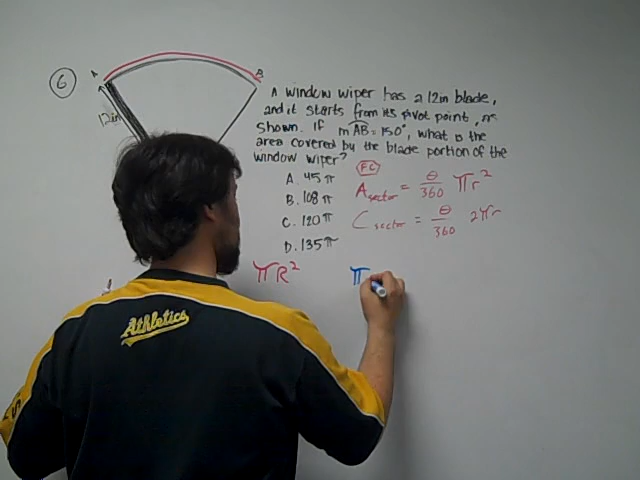 6
A
B
12in
A window wiper has a 12in blade,
and it starts from its pivot point, as
shown. If mAB = 150°, what is the
area covered by the blade portion of the
window wiper?
A. 45π
B. 108π
C. 120π
D. 135π
FC
A sector = θ/360 πr²
C sector = θ/360 2πr
πR²
π
Athletics